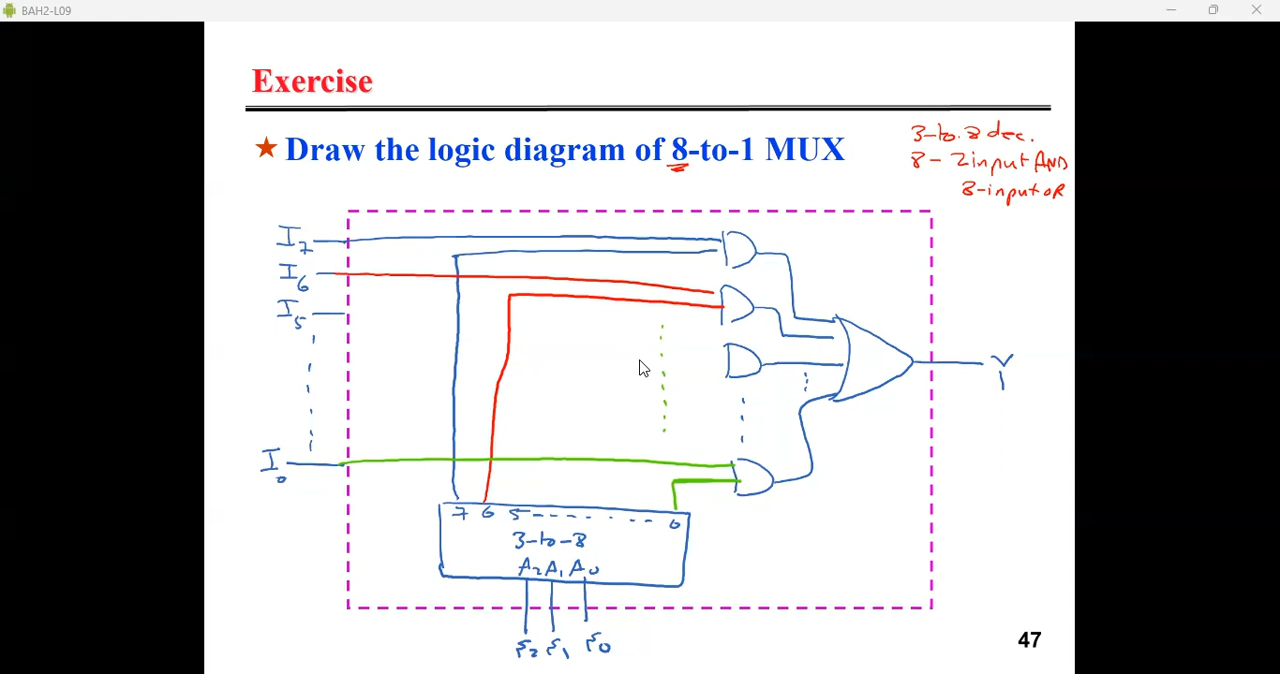 BAH2-L09
Exercise
★ Draw the logic diagram of 8-to-1 MUX
3-to-8 dec.
8 - 2 input AND
8-input OR
I7
I6
I5
I0
Y
7 6 5 0
3-to-8
A2 A1 A0
S2 S1 S0
47